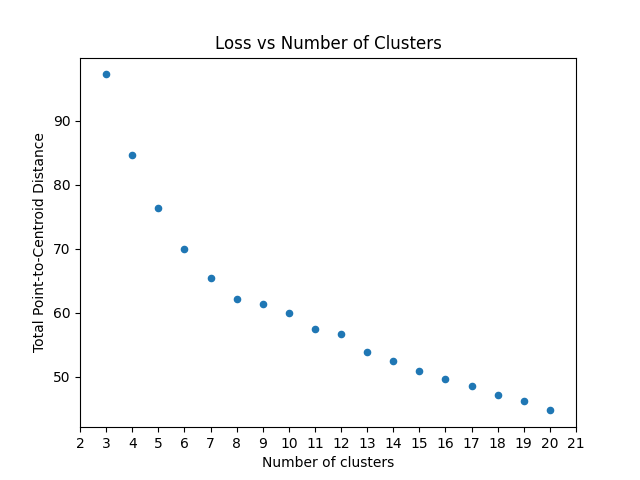 Loss vs Number of Clusters
Total Point-to-Centroid Distance
90
80
70
60
50
2 3 4 5 6 7 8 9 10 11 12 13 14 15 16 17 18 19 20 21
Number of clusters